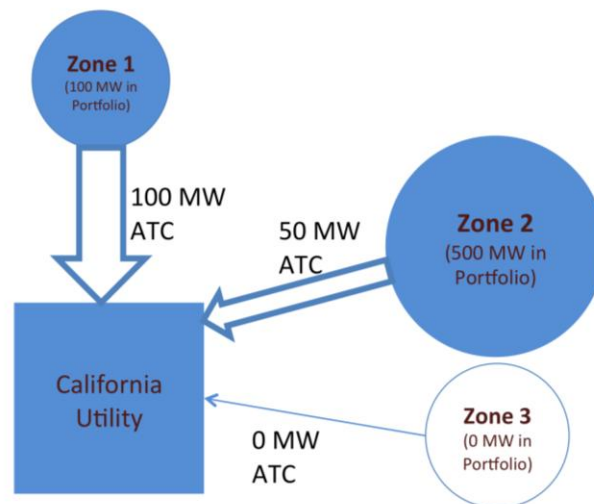 Zone 1
(100 MW in
Portfolio)
100 MW
ATC
50 MW
ATC
Zone 2
(500 MW in
Portfolio)
California
Utility
0 MW
ATC
Zone 3
(0 MW in
Portfolio)